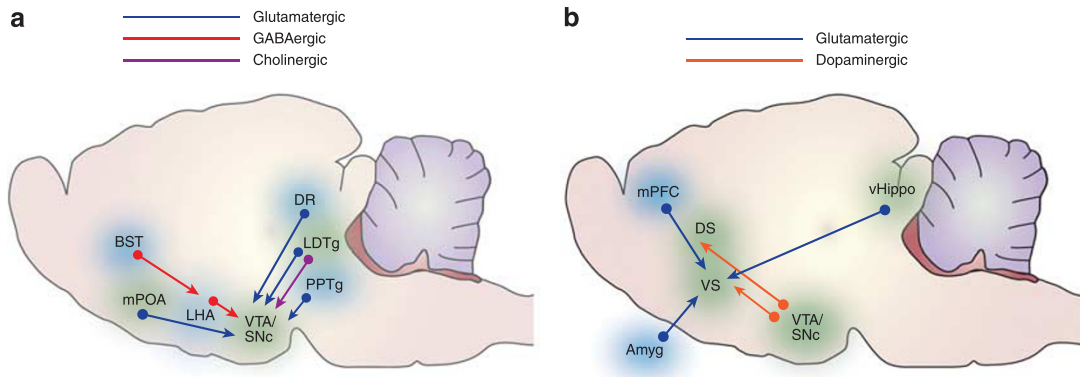 a
Glutamatergic
GABAergic
Cholinergic
DR
BST
LDTg
PPTg
mPOA
LHA
VTA/
SNc
b
Glutamatergic
Dopaminergic
mPFC
vHippo
DS
VS
VTA/
SNc
Amyg